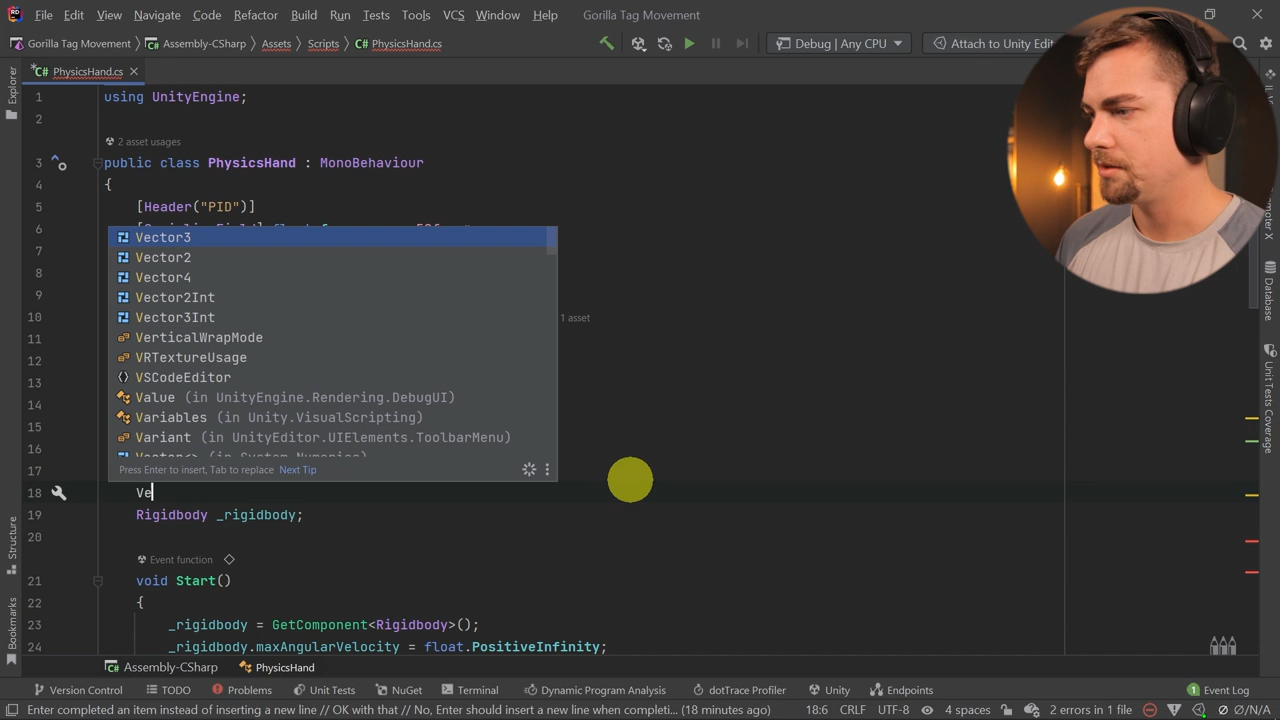 File Edit View Navigate Code Refactor Build Run Tests Tools VCS Window Help Gorilla Tag Movement
Gorilla Tag Movement Assembly-CSharp Assets Scripts C# PhysicsHand.cs Debug | Any CPU Attach to Unity Edit
Explorer
C# PhysicsHand.cs
1 using UnityEngine;
2
2 asset usages
3 public class PhysicsHand : MonoBehaviour
4 {
5 [Header("PID")]
6
7 Vector3
8 Vector2
Vector4
9 Vector2Int
10 Vector3Int 1 asset
11 VerticalWrapMode
12 VRTextureUsage
13 VSCodeEditor
14 Value (in UnityEngine.Rendering.DebugUI)
15 Variables (in Unity.VisualScripting)
16 Variant (in UnityEditor.UIElements.ToolbarMenu)
17 Press Enter to insert, Tab to replace Next Tip
18 Ve
19 Rigidbody _rigidbody;
20
Event function
21 void Start()
22 {
23 _rigidbody = GetComponent<Rigidbody>();
24 _rigidbody.maxAngularVelocity = float.PositiveInfinity;
Structure
Bookmarks
Database
Unit Tests Coverage
Assembly-CSharp PhysicsHand
Version Control TODO Problems Unit Tests NuGet Terminal Dynamic Program Analysis dotTrace Profiler Unity Endpoints 1 Event Log
Enter completed an item instead of inserting a new line // OK with that // No, Enter should insert a new line when completi... (18 minutes ago) 18:6 CRLF UTF-8 4 spaces 2 errors in 1 file Ø/N/A